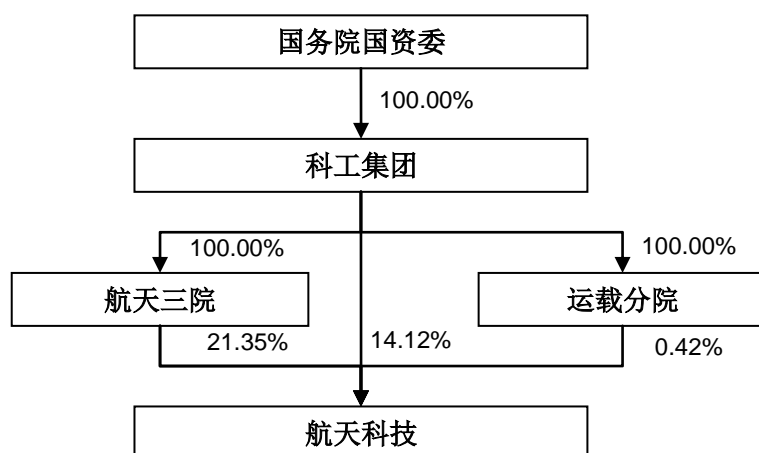 国务院国资委
100.00%
科工集团
100.00%
100.00%
航天三院
运载分院
21.35%
14.12%
0.42%
航天科技